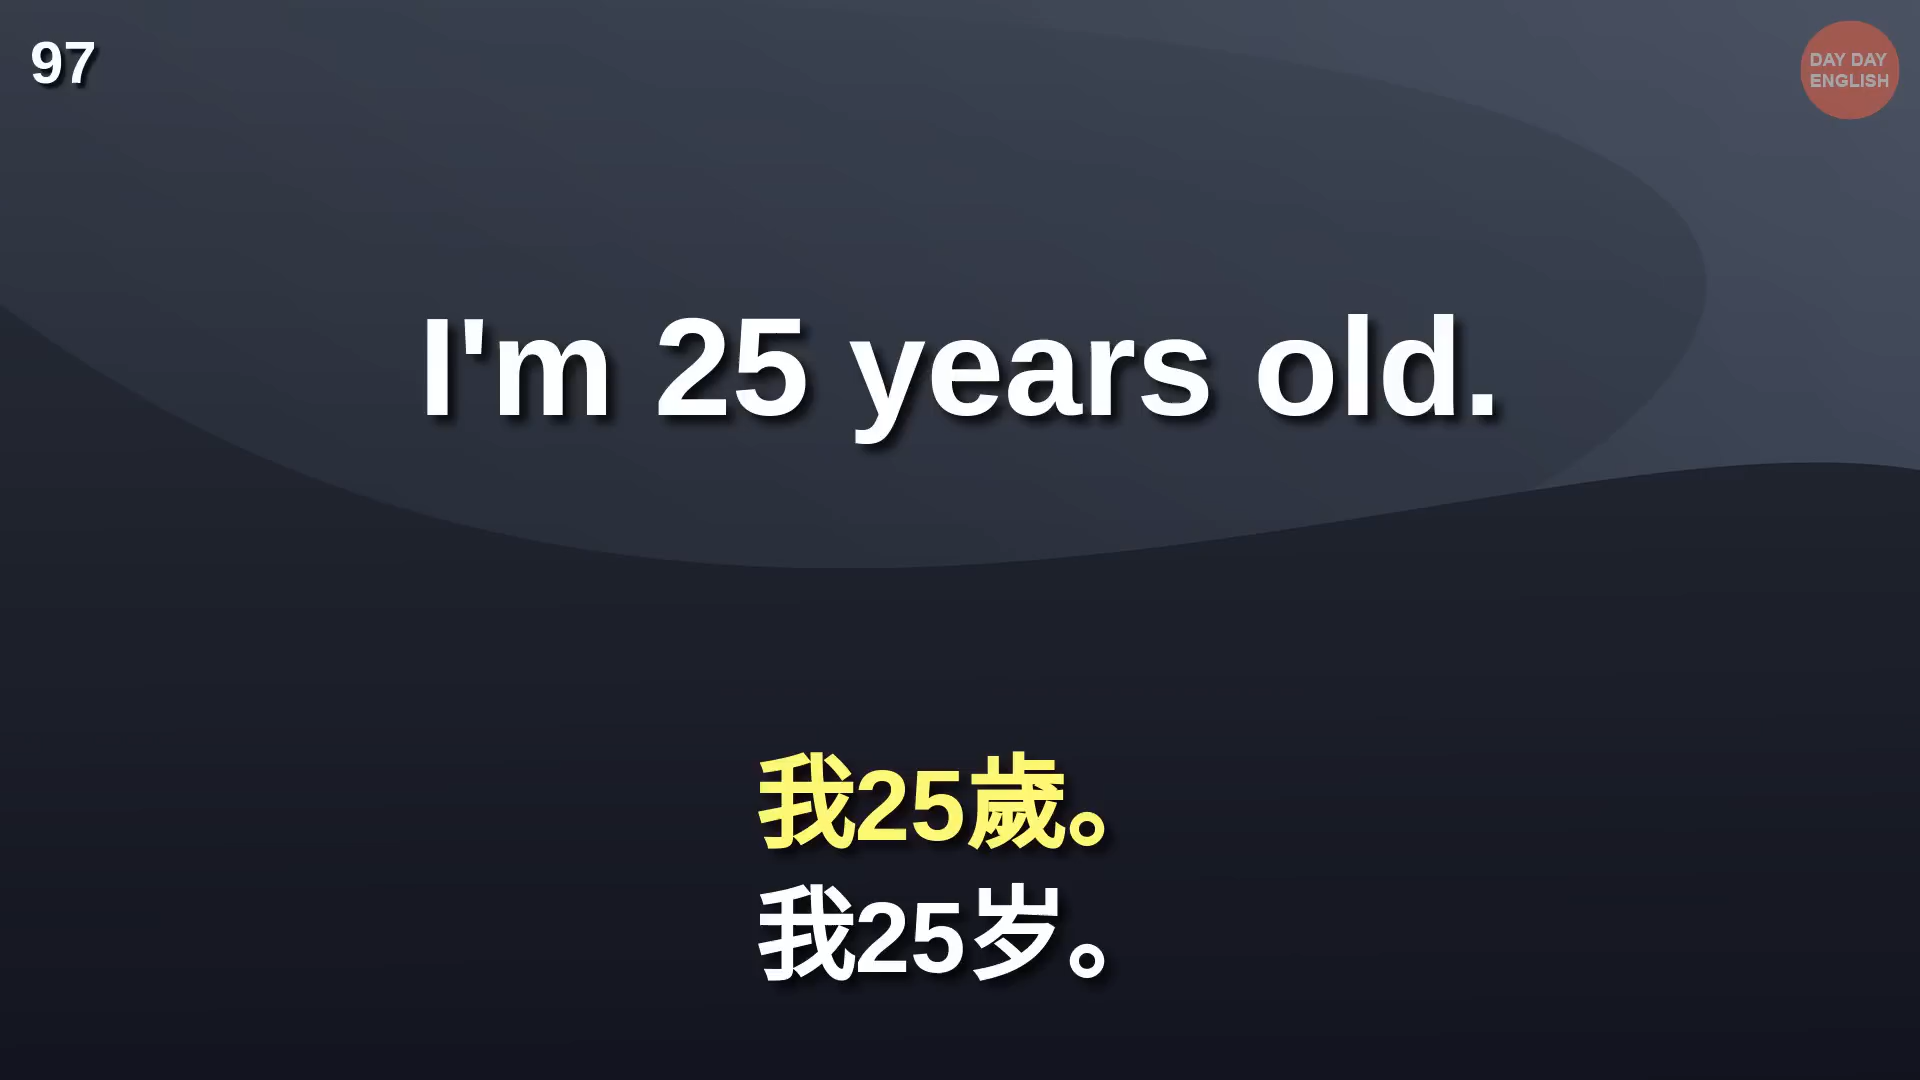 97
DAY DAY
ENGLISH
I'm 25 years old.
我25歲。
我25岁。